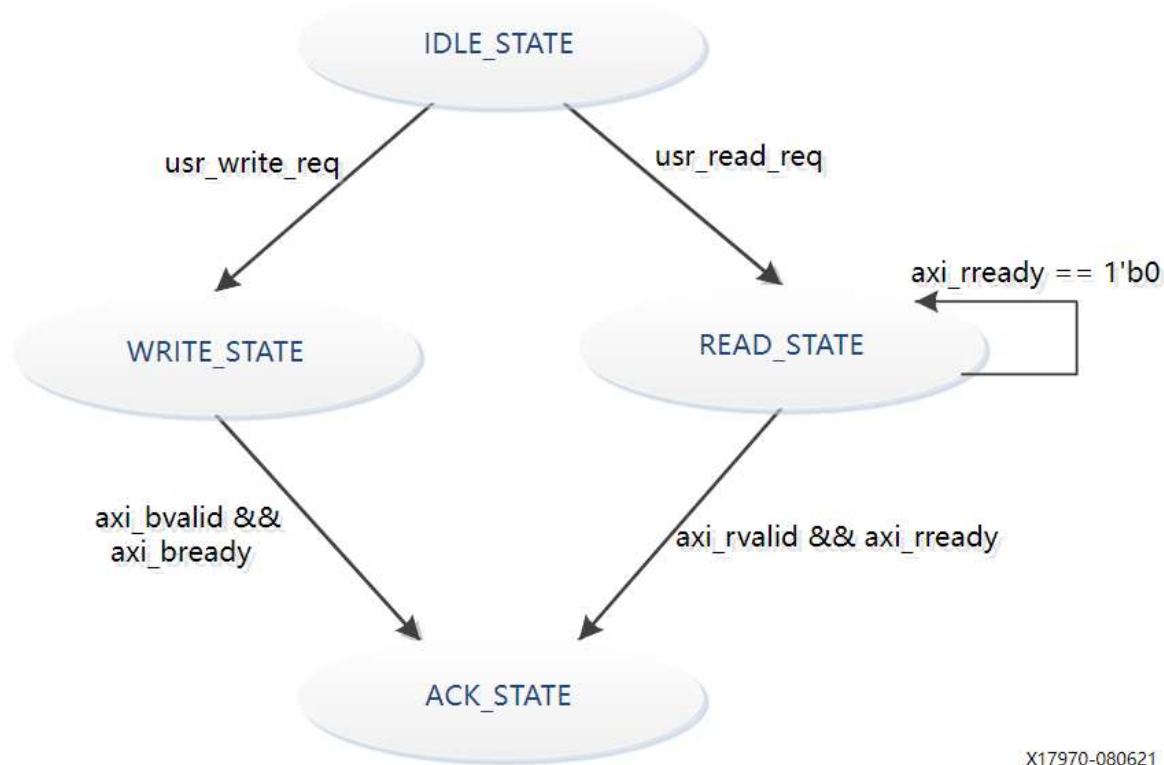 IDLE_STATE
usr_write_req
usr_read_req
axi_rready == 1'b0
WRITE_STATE
READ_STATE
axi_bvalid &&
axi_bready
axi_rvalid && axi_rready
ACK_STATE
X17970-080621